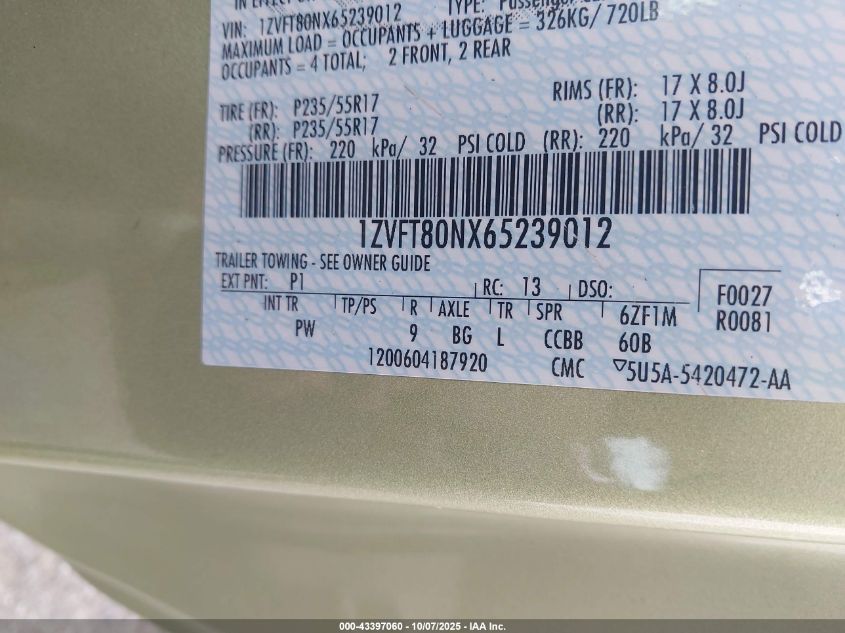 VIN: 1ZVFT80NX65239012 TYPE: Passenger
MAXIMUM LOAD = OCCUPANTS + LUGGAGE = 326KG/ 720LB
OCCUPANTS = 4 TOTAL; 2 FRONT, 2 REAR
TIRE (FR): P235/55R17 RIMS (FR): 17 X 8.0J
(RR): P235/55R17 (RR): 17 X 8.0J
PRESSURE (FR): 220 kPa/ 32 PSI COLD (RR): 220 kPa/ 32 PSI COLD
1ZVFT80NX65239012
TRAILER TOWING - SEE OWNER GUIDE
EXT PNT: P1 RC: 13 DSO: F0027
INT TR TP/PS R AXLE TR SPR 6ZF1M R0081
PW 9 BG L CCBB 60B
1200604187920 CMC ▽5U5A-5420472-AA
000-43397060 - 10/07/2025 - IAA Inc.